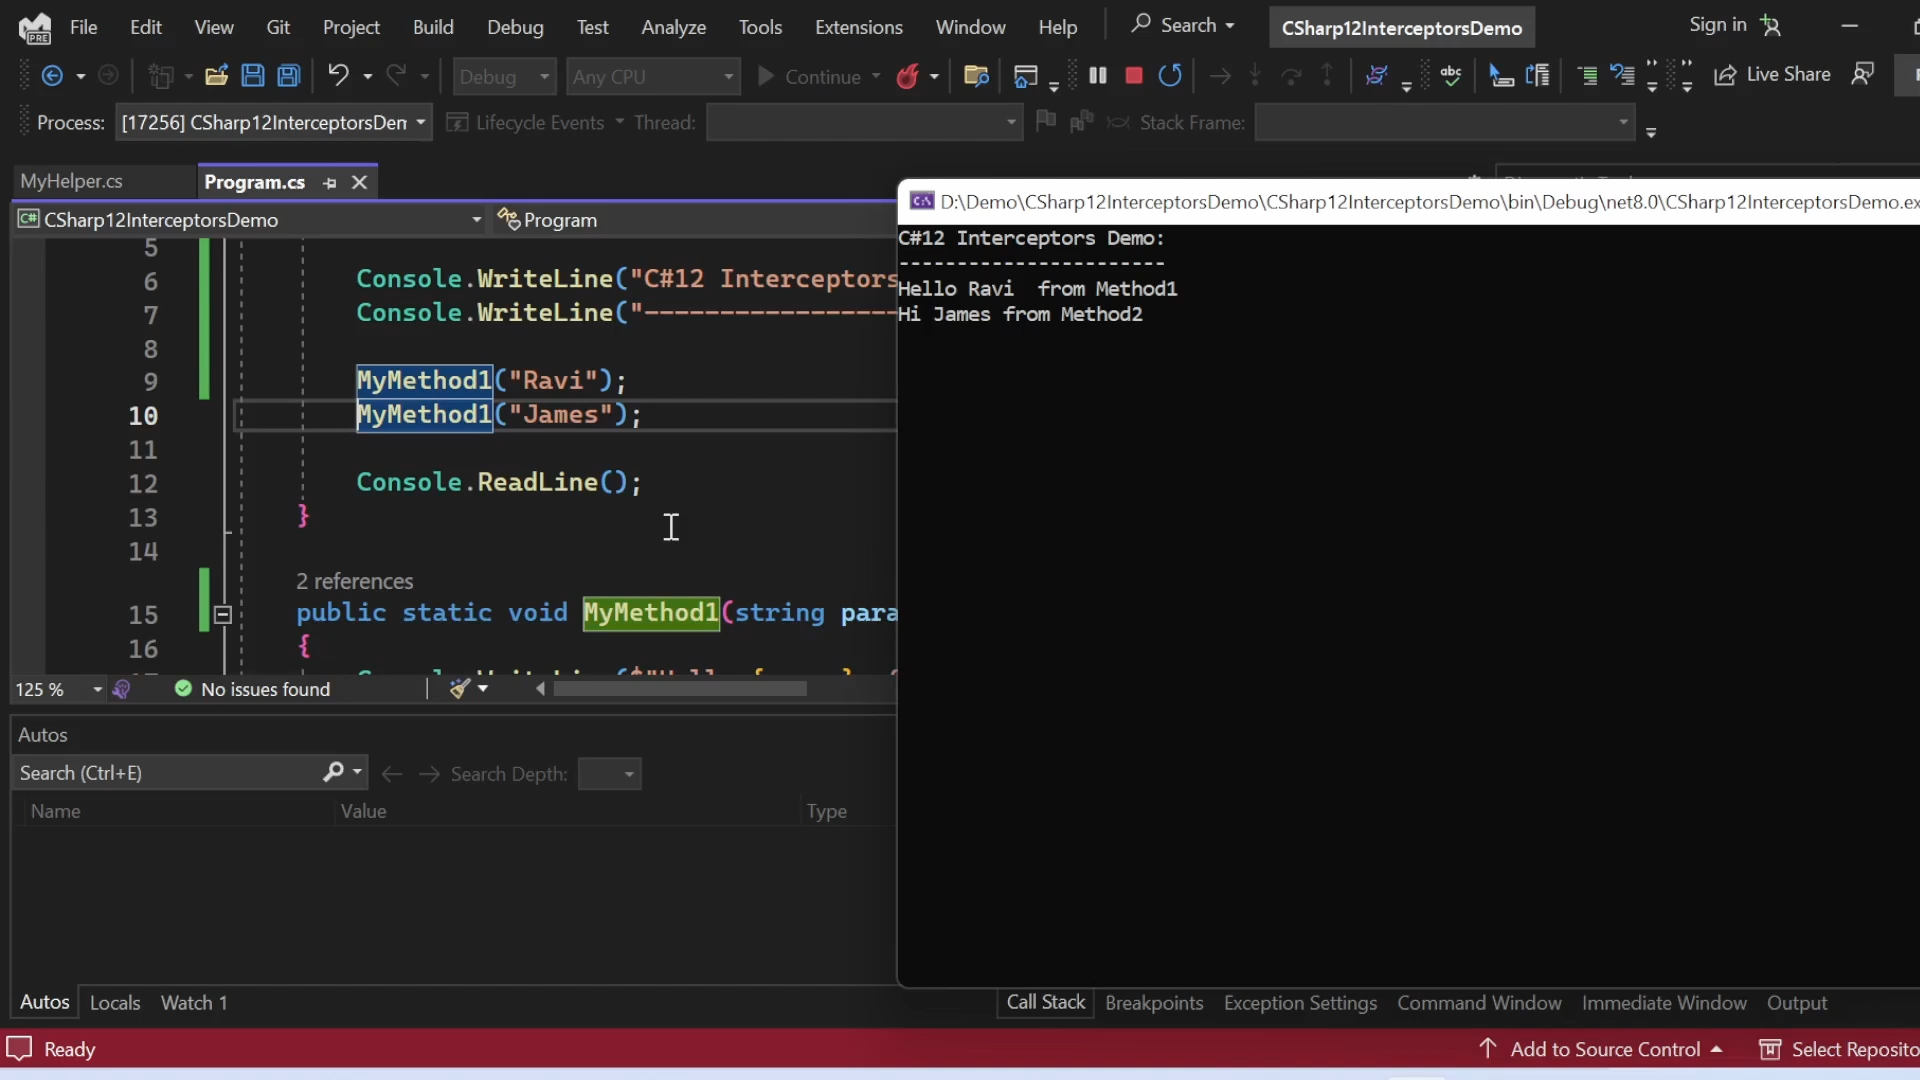 File Edit View Git Project Build Debug Test Analyze Tools Extensions Window Help Search CSharp12InterceptorsDemo Sign in
PRE
Debug Any CPU Continue abc Live Share
Process: [17256] CSharp12InterceptorsDem Lifecycle Events Thread: Stack Frame:
MyHelper.cs Program.cs
C# CSharp12InterceptorsDemo Program
5
6 Console.WriteLine("C#12 Interceptors
7 Console.WriteLine("-----------------
8
9 MyMethod1("Ravi");
10 MyMethod1("James");
11
12 Console.ReadLine();
13 }
14
2 references
15 public static void MyMethod1(string para
16 {
125 % No issues found
D:\Demo\CSharp12InterceptorsDemo\CSharp12InterceptorsDemo\bin\Debug\net8.0\CSharp12InterceptorsDemo.ex
C#12 Interceptors Demo:
-----------------------
Hello Ravi  from Method1
Hi James from Method2
Autos
Search (Ctrl+E) Search Depth:
Name Value Type
Autos Locals Watch 1
Call Stack Breakpoints Exception Settings Command Window Immediate Window Output
Ready Add to Source Control Select Reposito